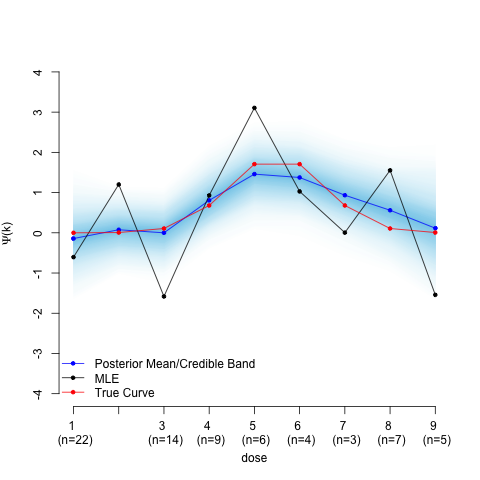 4
3
2
1
0
-1
-2
-3
-4
Ψ(k)
Posterior Mean/Credible Band
MLE
True Curve
1 3 4 5 6 7 8 9
(n=22) (n=14) (n=9) (n=6) (n=4) (n=3) (n=7) (n=5)
dose